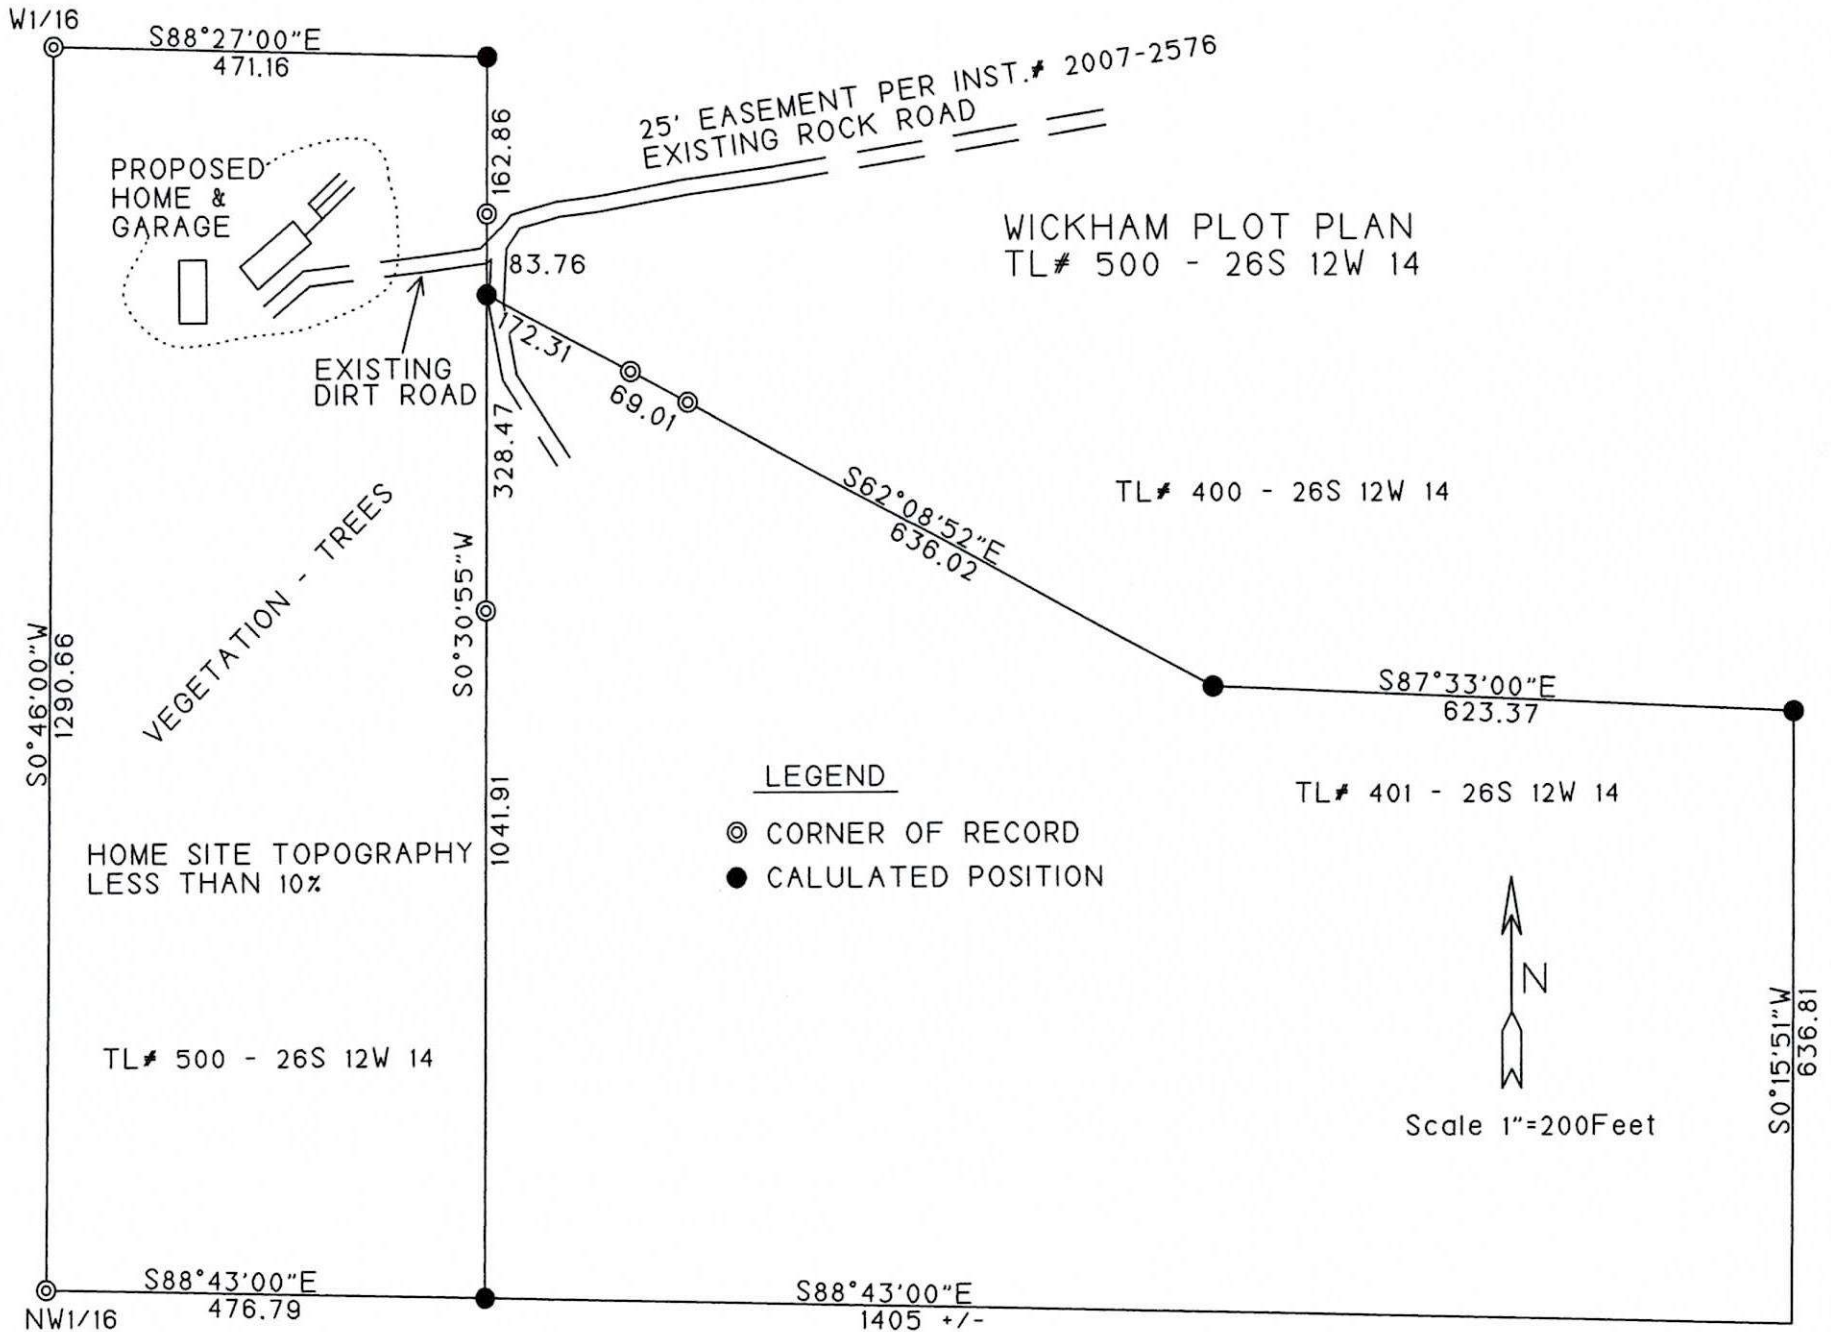 W1/16
S88°27'00"E
471.16
25' EASEMENT PER INST.# 2007-2576
EXISTING ROCK ROAD
162.86
PROPOSED
HOME &
GARAGE
WICKHAM PLOT PLAN
TL# 500 - 26S 12W 14
83.76
172.31
EXISTING
DIRT ROAD
69.01
328.47
S62°08'52"E
636.02
TL# 400 - 26S 12W 14
VEGETATION - TREES
S0°30'55"W
S0°46'00"W
1290.66
S87°33'00"E
623.37
1041.91
LEGEND
CORNER OF RECORD
CALULATED POSITION
TL# 401 - 26S 12W 14
HOME SITE TOPOGRAPHY
LESS THAN 10%
N
TL# 500 - 26S 12W 14
Scale 1"=200Feet
S0°15'51"W
636.81
S88°43'00"E
476.79
NW1/16
S88°43'00"E
1405 +/-